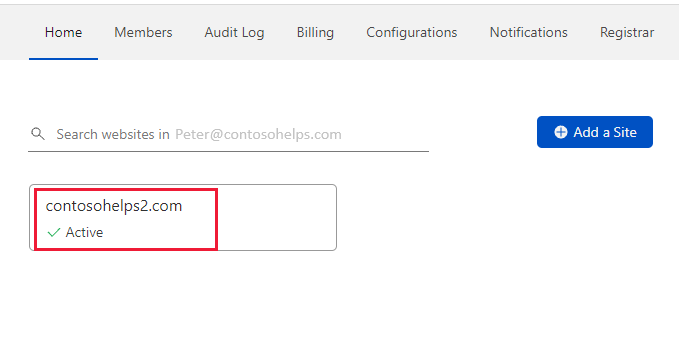 Home Members Audit Log Billing Configurations Notifications Registrar
Search websites in Peter@contosohelps.com
Add a Site
contosohelps2.com
Active